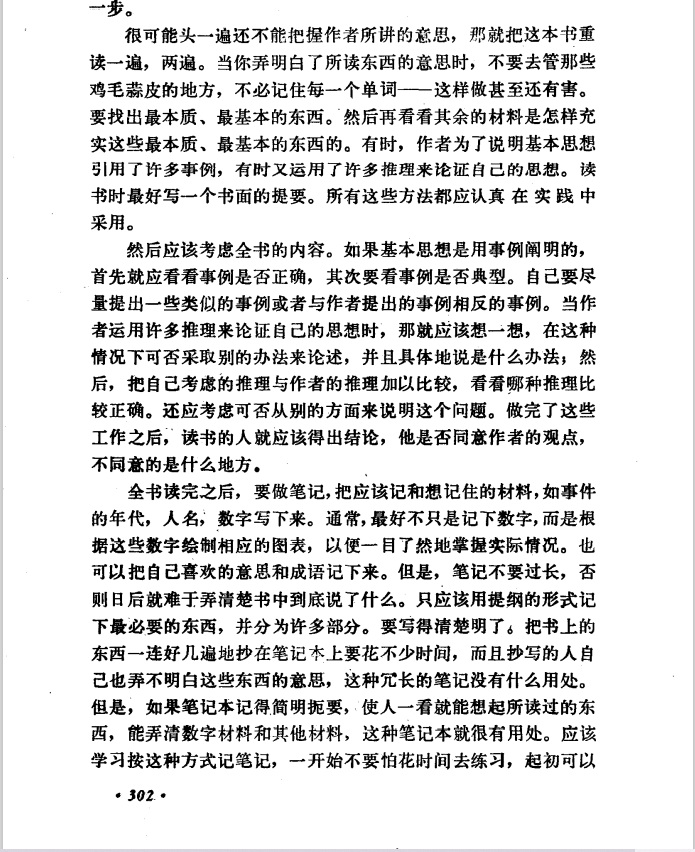 一步。
很可能头一遍还不能把握作者所讲的意思，那就把这本书重
读一遍，两遍。当你弄明白了所读东西的意思时，不要去管那些
鸡毛蒜皮的地方，不必记住每一个单词——这样做甚至还有害。
要找出最本质、最基本的东西。然后再看看其余的材料是怎样充
实这些最本质、最基本的东西的。有时，作者为了说明基本思想
引用了许多事例，有时又运用了许多推理来论证自己的思想。读
书时最好写一个书面的提要。所有这些方法都应认真在实践中
采用。
然后应该考虑全书的内容。如果基本思想是用事例阐明的，
首先就应看看事例是否正确，其次要看事例是否典型。自己要尽
量提出一些类似的事例或者与作者提出的事例相反的事例。当作
者运用许多推理来论证自己的思想时，那就应该想一想，在这种
情况下可否采取别的办法来论述，并且具体地说是什么办法；然
后，把自己考虑的推理与作者的推理加以比较，看看哪种推理比
较正确。还应考虑可否从别的方面来说明这个问题。做完了这些
工作之后，读书的人就应该得出结论，他是否同意作者的观点，
不同意的是什么地方。
全书读完之后，要做笔记，把应该记和想记住的材料，如事件
的年代，人名，数字写下来。通常，最好不只是记下数字，而是根
据这些数字绘制相应的图表，以便一目了然地掌握实际情况。也
可以把自己喜欢的意思和成语记下来。但是，笔记不要过长，否
则日后就难于弄清楚书中到底说了什么。只应该用提纲的形式记
下最必要的东西，并分为许多部分。要写得清楚明了。把书上的
东西一连好几遍地抄在笔记本上要花不少时间，而且抄写的人自
己也弄不明白这些东西的意思，这种冗长的笔记没有什么用处。
但是，如果笔记本记得简明扼要，使人一看就能想起所读过的东
西，能弄清数字材料和其他材料，这种笔记本就很有用处。应该
学习按这种方式记笔记，一开始不要怕花时间去练习，起初可以
·302·